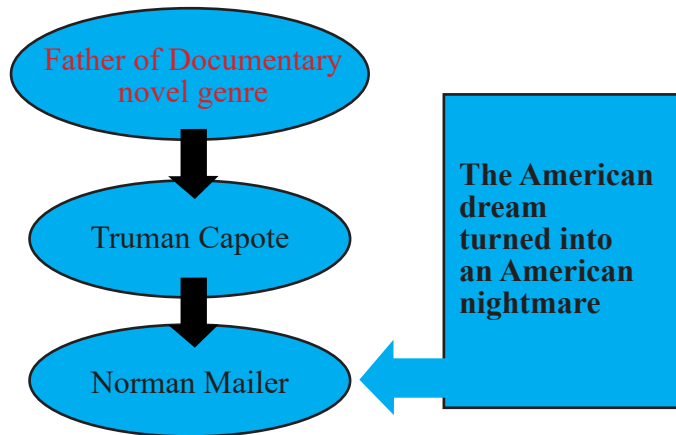 Father of Documentary
novel genre
Truman Capote
Norman Mailer
The American
dream
turned into
an American
nightmare